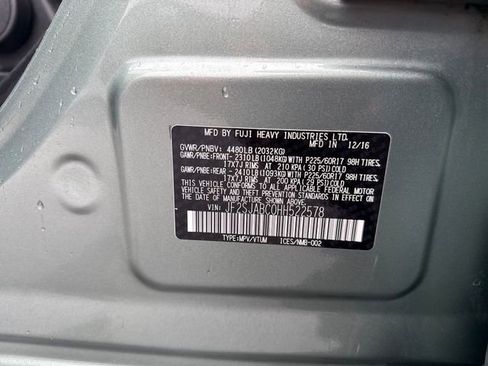 MFD BY FUJI HEAVY INDUSTRIES LTD.
MFD IN 12/16
GVWR/PNBV: 4480LB(2032KG)
GAWR/PNBE:FRONT- 2310LB(1048KG)WITH P225/60R17 98H TIRES,
17X7J RIMS AT 210 KPA (30 PSI)COLD
GAWR/PNBE:REAR - 2410LB(1093KG)WITH P225/60R17 98H TIRES,
17X7J RIMS AT 200 KPA (29 PSI)COLD
THIS VEHICLE CONFORMS TO ALL APPLICABLE FEDERAL MOTOR
VEHICLE SAFETY AND THEFT PREVENTION STANDARDS IN EFFECT
ON THE DATE OF MANUFACTURE SHOWN ABOVE.
VIN: JF2SJABC0HH522578
TYPE:MPV/VTUM ICES/NMB-002